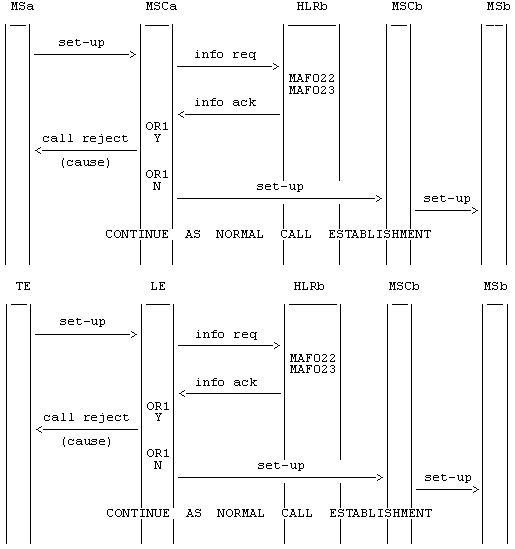 MSa MSCa HLRb MSCb MSb
set-up
info req
MAF022
MAF023
info ack
OR1
Y
call reject
(cause)
OR1
N
set-up
set-up
CONTINUE AS NORMAL CALL ESTABLISHMENT
TE LE HLRb MSCb MSb
set-up
info req
MAF022
MAF023
info ack
OR1
Y
call reject
(cause)
OR1
N
set-up
set-up
CONTINUE AS NORMAL CALL ESTABLISHMENT